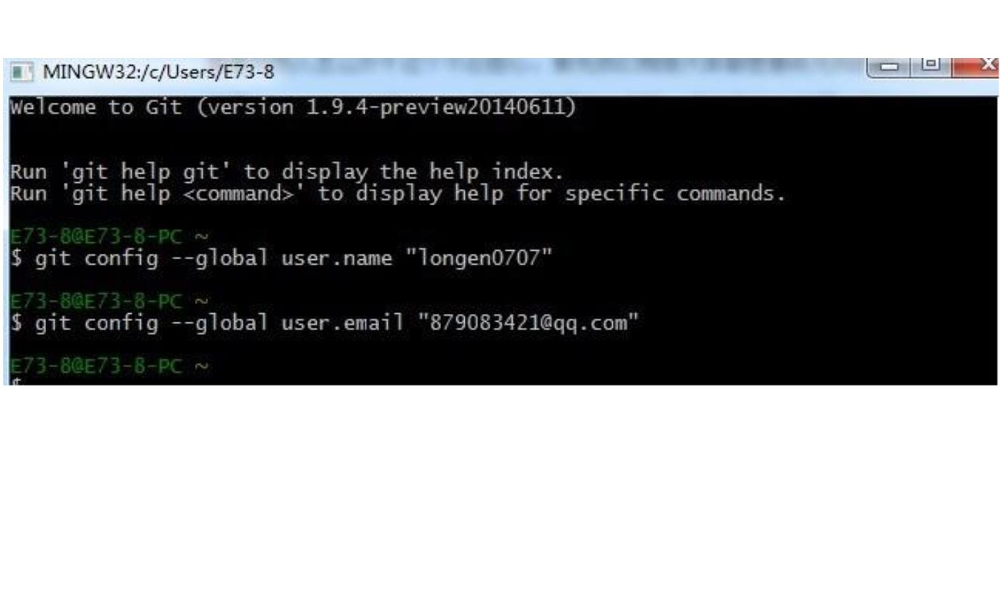 MINGW32:/c/Users/E73-8
Welcome to Git (version 1.9.4-preview20140611)
Run 'git help git' to display the help index.
Run 'git help <command>' to display help for specific commands.
E73-8@E73-8-PC ~
$ git config --global user.name "longen0707"
E73-8@E73-8-PC ~
$ git config --global user.email "879083421@qq.com"
E73-8@E73-8-PC ~
$